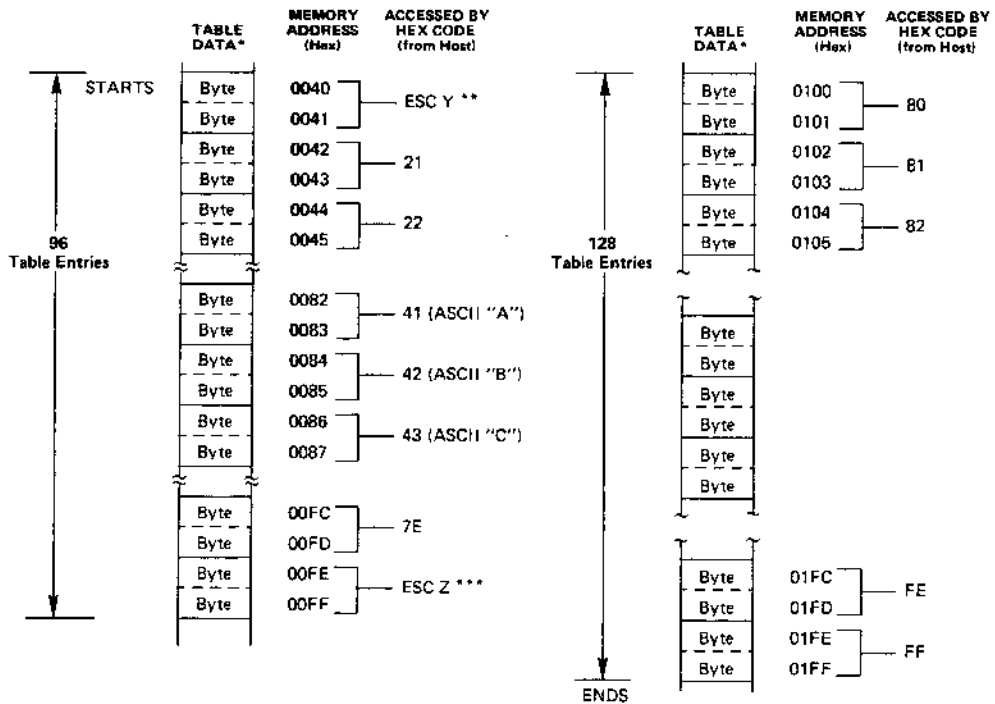 TABLE DATA*
MEMORY ADDRESS (Hex)
ACCESSED BY HEX CODE (from Host)
STARTS
Byte 0040
Byte 0041
ESC Y **
Byte 0042
Byte 0043
21
Byte 0044
Byte 0045
22
96
Table Entries
Byte 0082
Byte 0083
41 (ASCII "A")
Byte 0084
Byte 0085
42 (ASCII "B")
Byte 0086
Byte 0087
43 (ASCII "C")
Byte 00FC
Byte 00FD
7E
Byte 00FE
Byte 00FF
ESC Z ***
TABLE DATA*
MEMORY ADDRESS (Hex)
ACCESSED BY HEX CODE (from Host)
Byte 0100
Byte 0101
80
Byte 0102
Byte 0103
81
Byte 0104
Byte 0105
82
128
Table Entries
Byte
Byte
Byte
Byte
Byte
Byte
Byte 01FC
Byte 01FD
FE
Byte 01FE
Byte 01FF
FF
ENDS